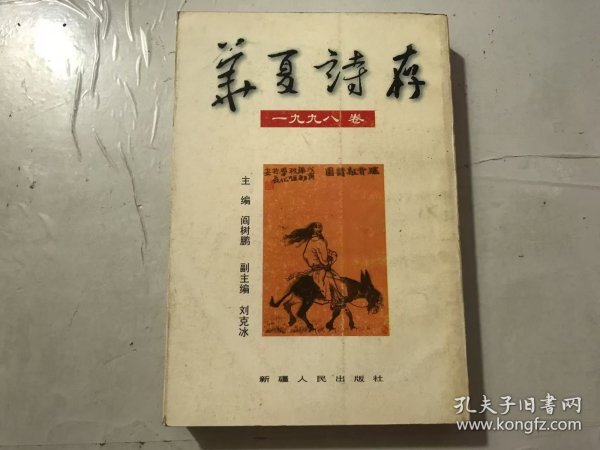 華夏詩存
一九九八卷
主编 阎树鹏 副主编 刘克冰
新疆人民出版社
孔夫子旧书网
www.kongfz.com